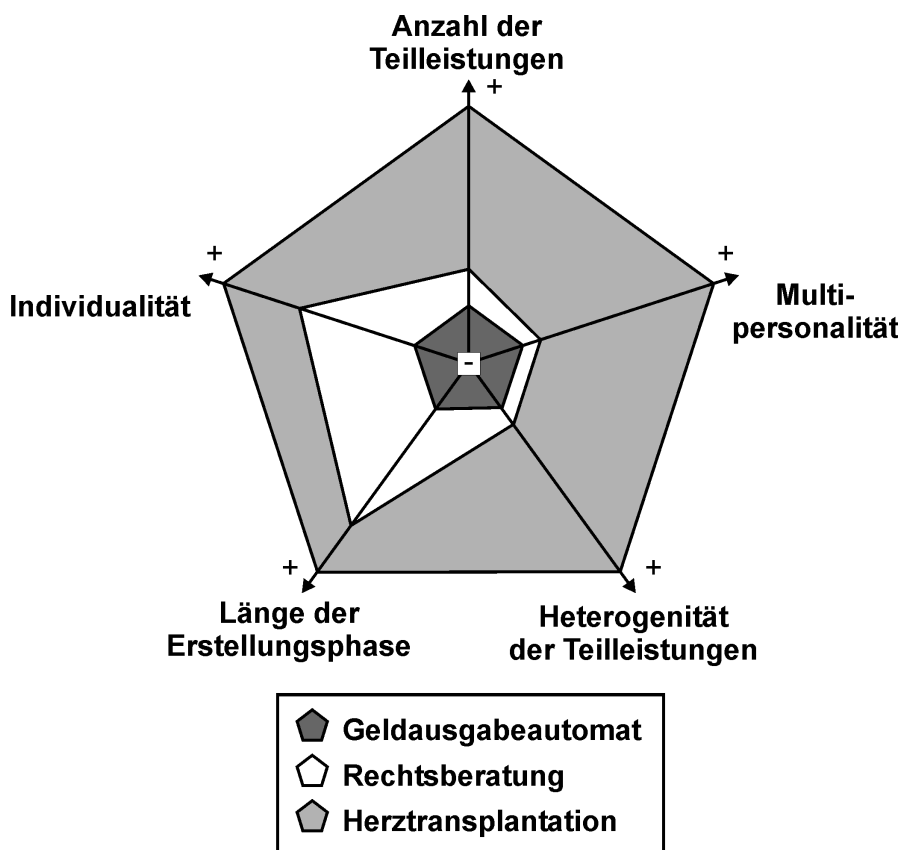 Anzahl der
Teilleistungen
+
+
+
Individualität
Multi-
personalität
-
+
+
Länge der
Erstellungsphase
Heterogenität
der Teilleistungen
Geldausgabeautomat
Rechtsberatung
Herztransplantation